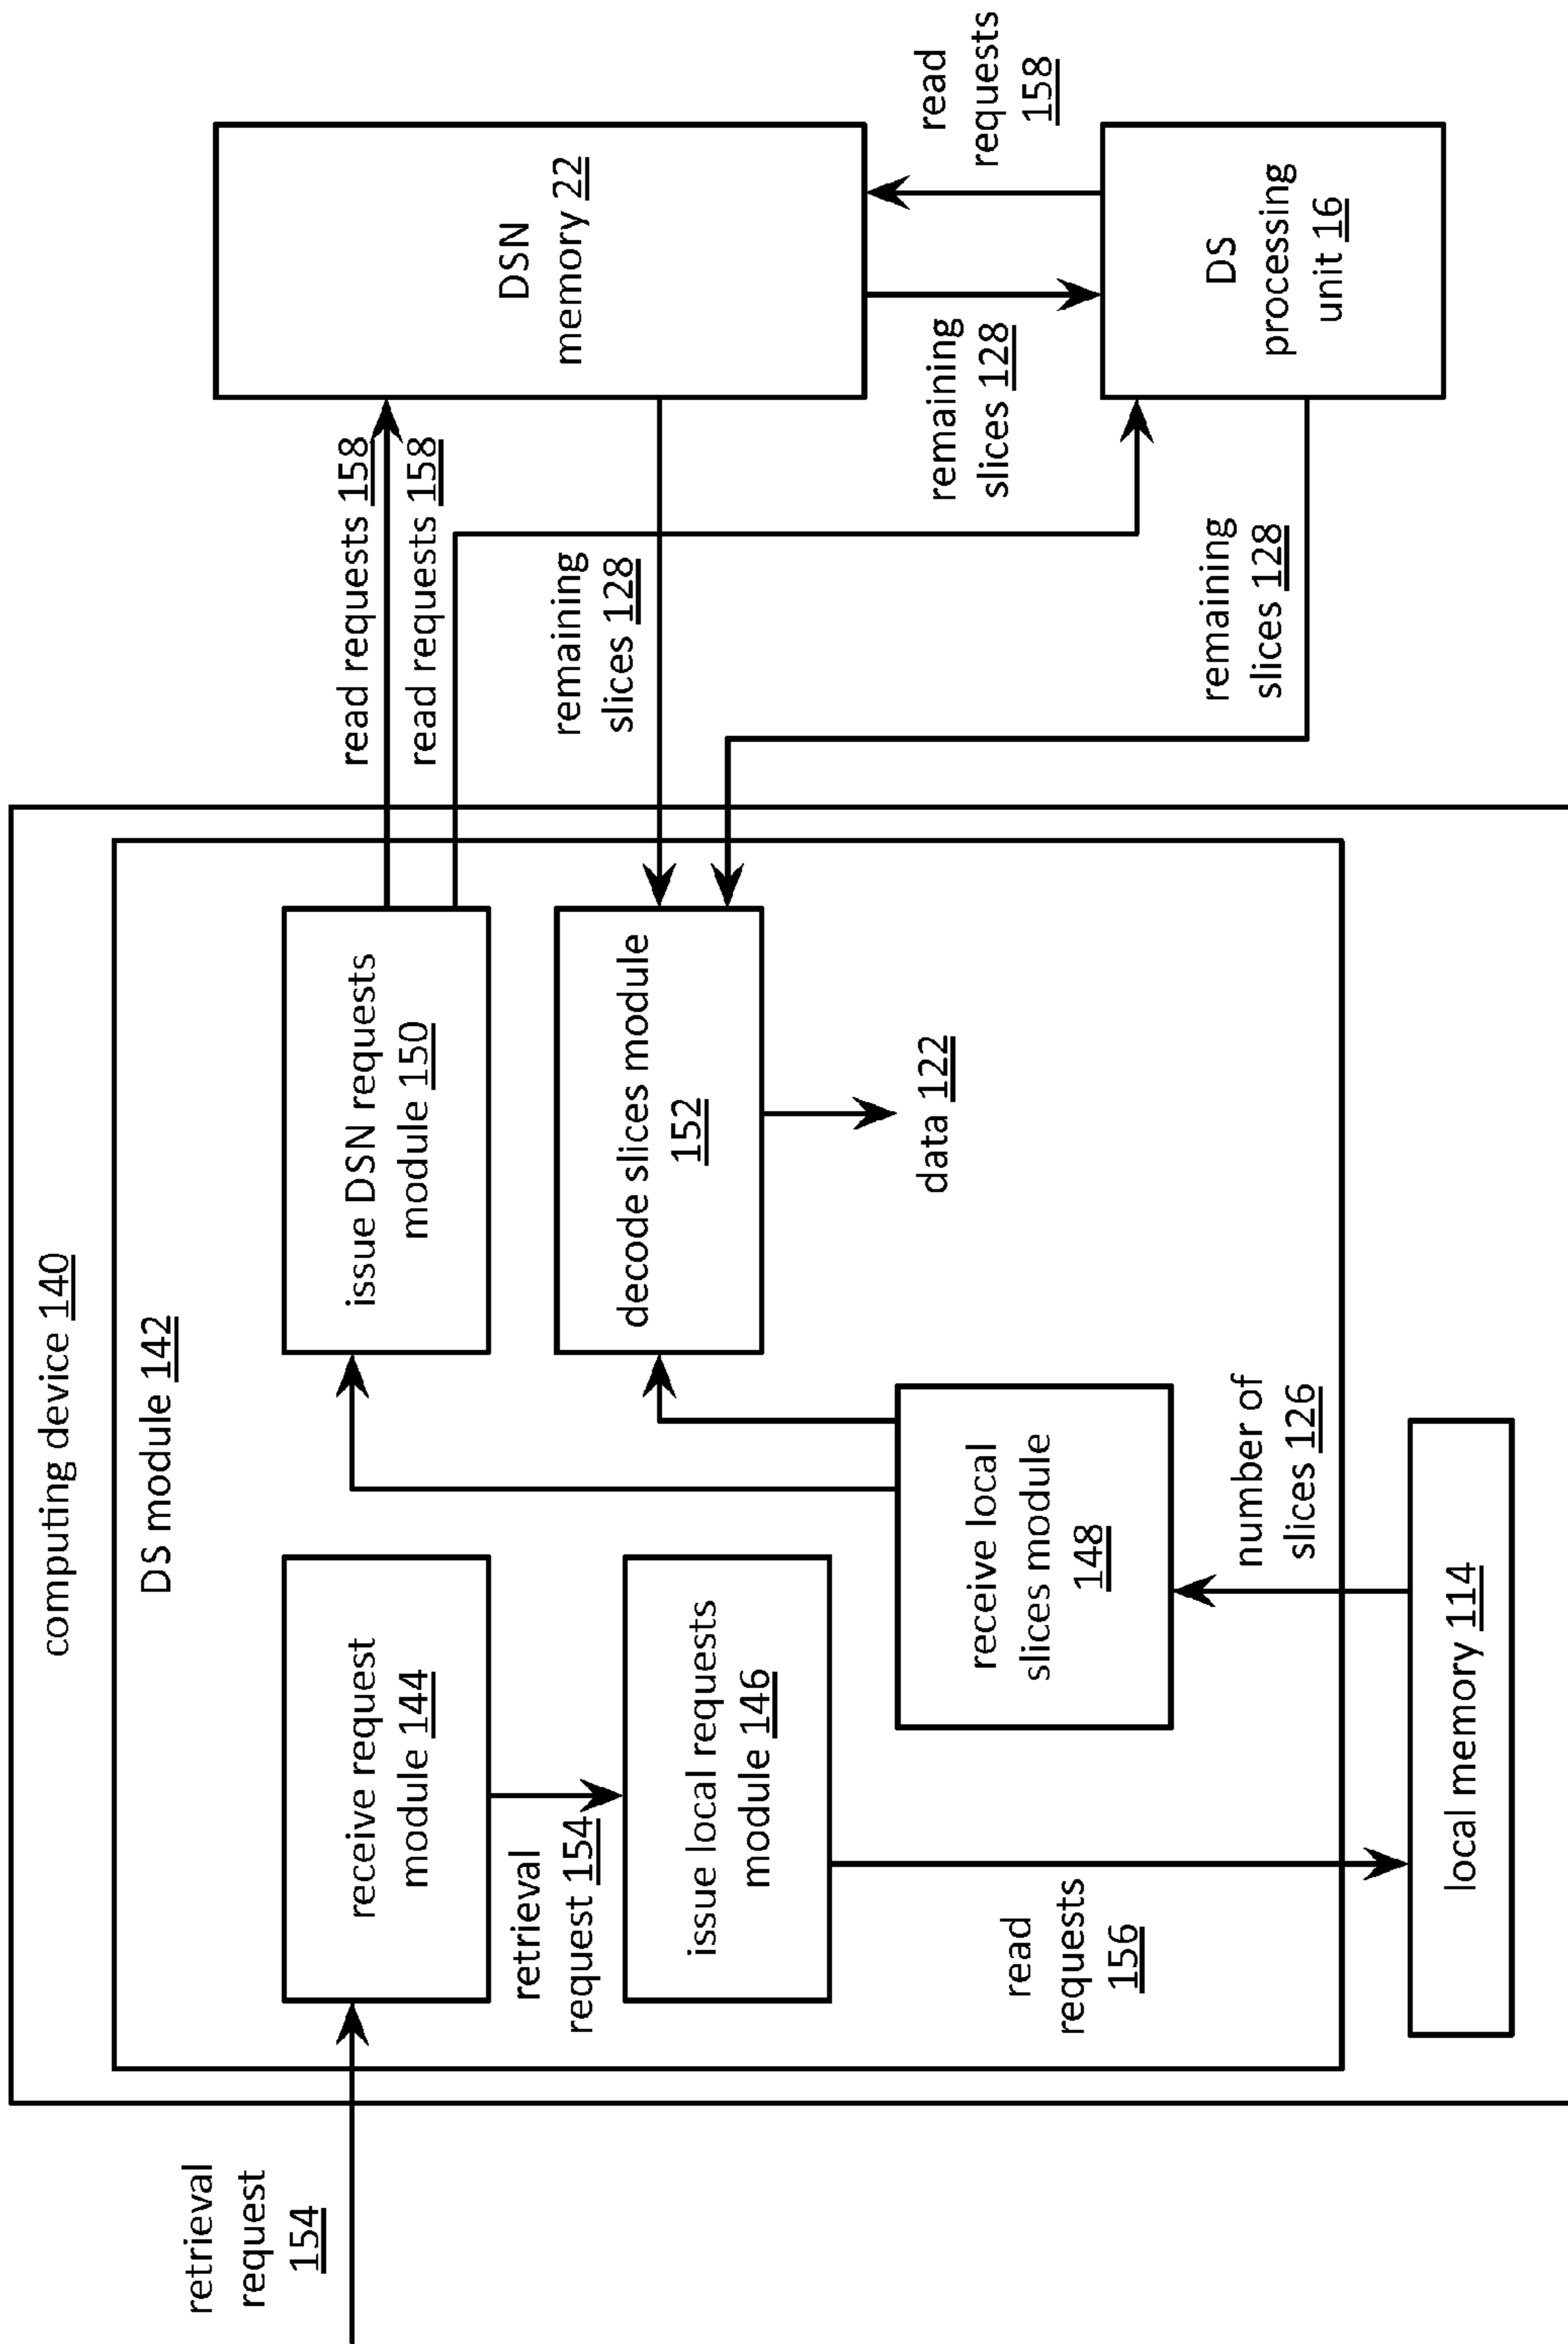 computing device 140
DS module 142
retrieval
request
154
receive request
module 144
retrieval
request 154
issue local requests
module 146
read
requests
156
local memory 114
number of
slices 126
receive local
slices module
148
issue DSN requests
module 150
decode slices module
152
data 122
read requests 158
read requests 158
remaining
slices 128
remaining
slices 128
DSN
memory 22
remaining
slices 128
read
requests
158
DS
processing
unit 16